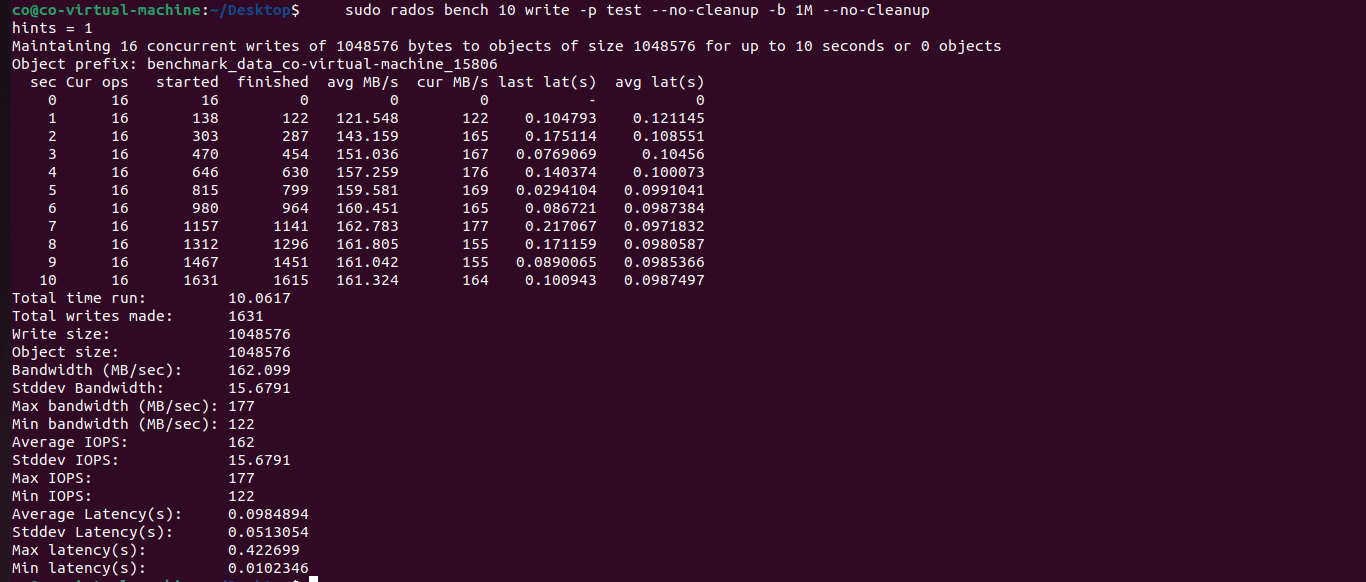 co@co-virtual-machine:~/Desktop$     sudo rados bench 10 write -p test --no-cleanup -b 1M --no-cleanup
hints = 1
Maintaining 16 concurrent writes of 1048576 bytes to objects of size 1048576 for up to 10 seconds or 0 objects
Object prefix: benchmark_data_co-virtual-machine_15806
  sec Cur ops   started  finished  avg MB/s  cur MB/s last lat(s)  avg lat(s)
    0      16        16         0         0         0           -           0
    1      16       138       122   121.548       122    0.104793    0.121145
    2      16       303       287   143.159       165    0.175114    0.108551
    3      16       470       454   151.036       167   0.0769069     0.10456
    4      16       646       630   157.259       176    0.140374    0.100073
    5      16       815       799   159.581       169   0.0294104   0.0991041
    6      16       980       964   160.451       165    0.086721   0.0987384
    7      16      1157      1141   162.783       177    0.217067   0.0971832
    8      16      1312      1296   161.805       155    0.171159   0.0980587
    9      16      1467      1451   161.042       155   0.0890065   0.0985366
   10      16      1631      1615   161.324       164    0.100943   0.0987497
Total time run:         10.0617
Total writes made:      1631
Write size:             1048576
Object size:            1048576
Bandwidth (MB/sec):     162.099
Stddev Bandwidth:       15.6791
Max bandwidth (MB/sec): 177
Min bandwidth (MB/sec): 122
Average IOPS:           162
Stddev IOPS:            15.6791
Max IOPS:               177
Min IOPS:               122
Average Latency(s):     0.0984894
Stddev Latency(s):      0.0513054
Max latency(s):         0.422699
Min latency(s):         0.0102346